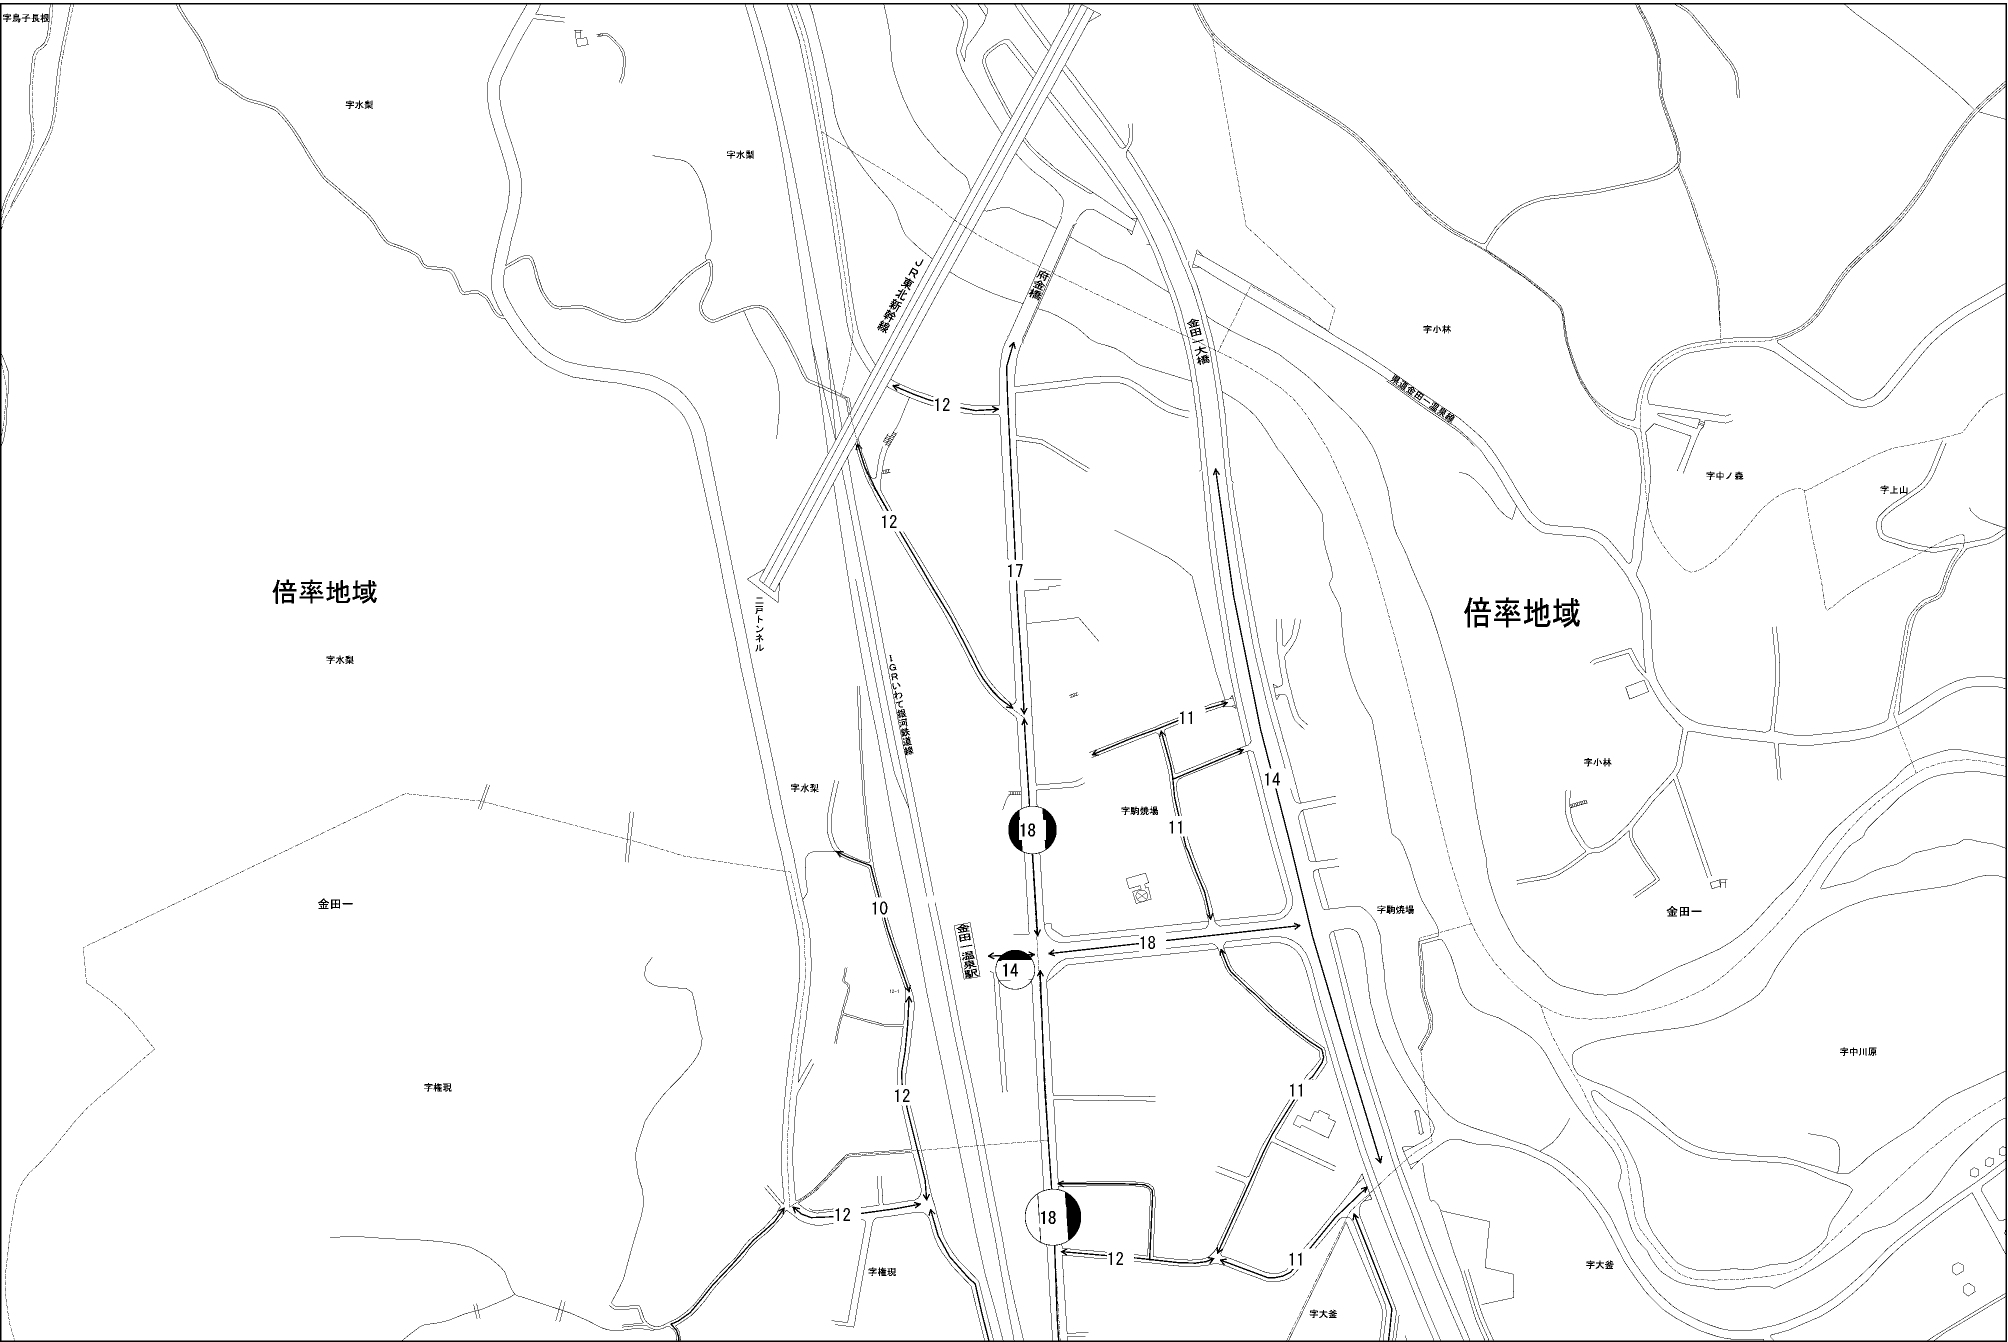 字鳥子長根
字水梨
字水梨
JR東北新幹線
府金橋
金田一大橋
字小林
県道金田一温泉線
12
字中ノ森
字上山
12
17
倍率地域
倍率地域
二戸トンネル
字水梨
IGRいわて銀河鉄道線
11
字小林
14
字水梨
字駒焼場
11
18
金田一
10
字駒焼場
金田一
金田一温泉駅
18
14
12-1
字中川原
字権現
11
12
12
18
12
11
字大釜
字権現
字大釜